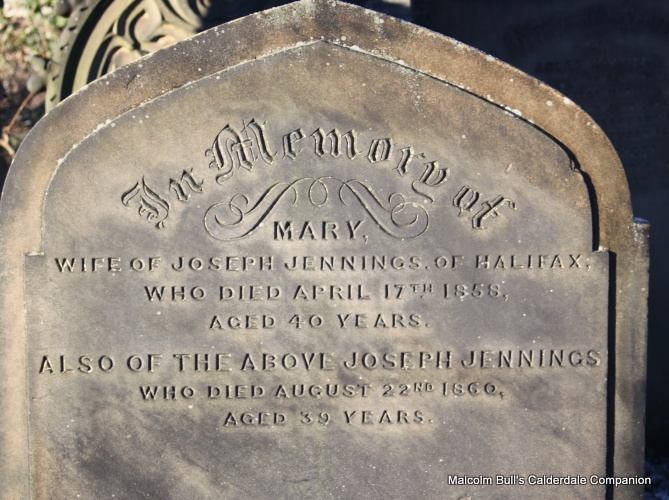 In Memory of
MARY,
WIFE OF JOSEPH JENNINGS, OF HALIFAX,
WHO DIED APRIL 17TH 1858,
AGED 40 YEARS.
ALSO OF THE ABOVE JOSEPH JENNINGS
WHO DIED AUGUST 22ND 1860,
AGED 39 YEARS.
Malcolm Bull's Calderdale Companion